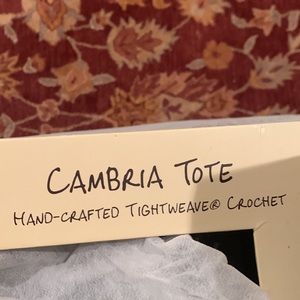 CAMBRIA TOTE
HAND-CRAFTED TIGHTWEAVE® CROCHET